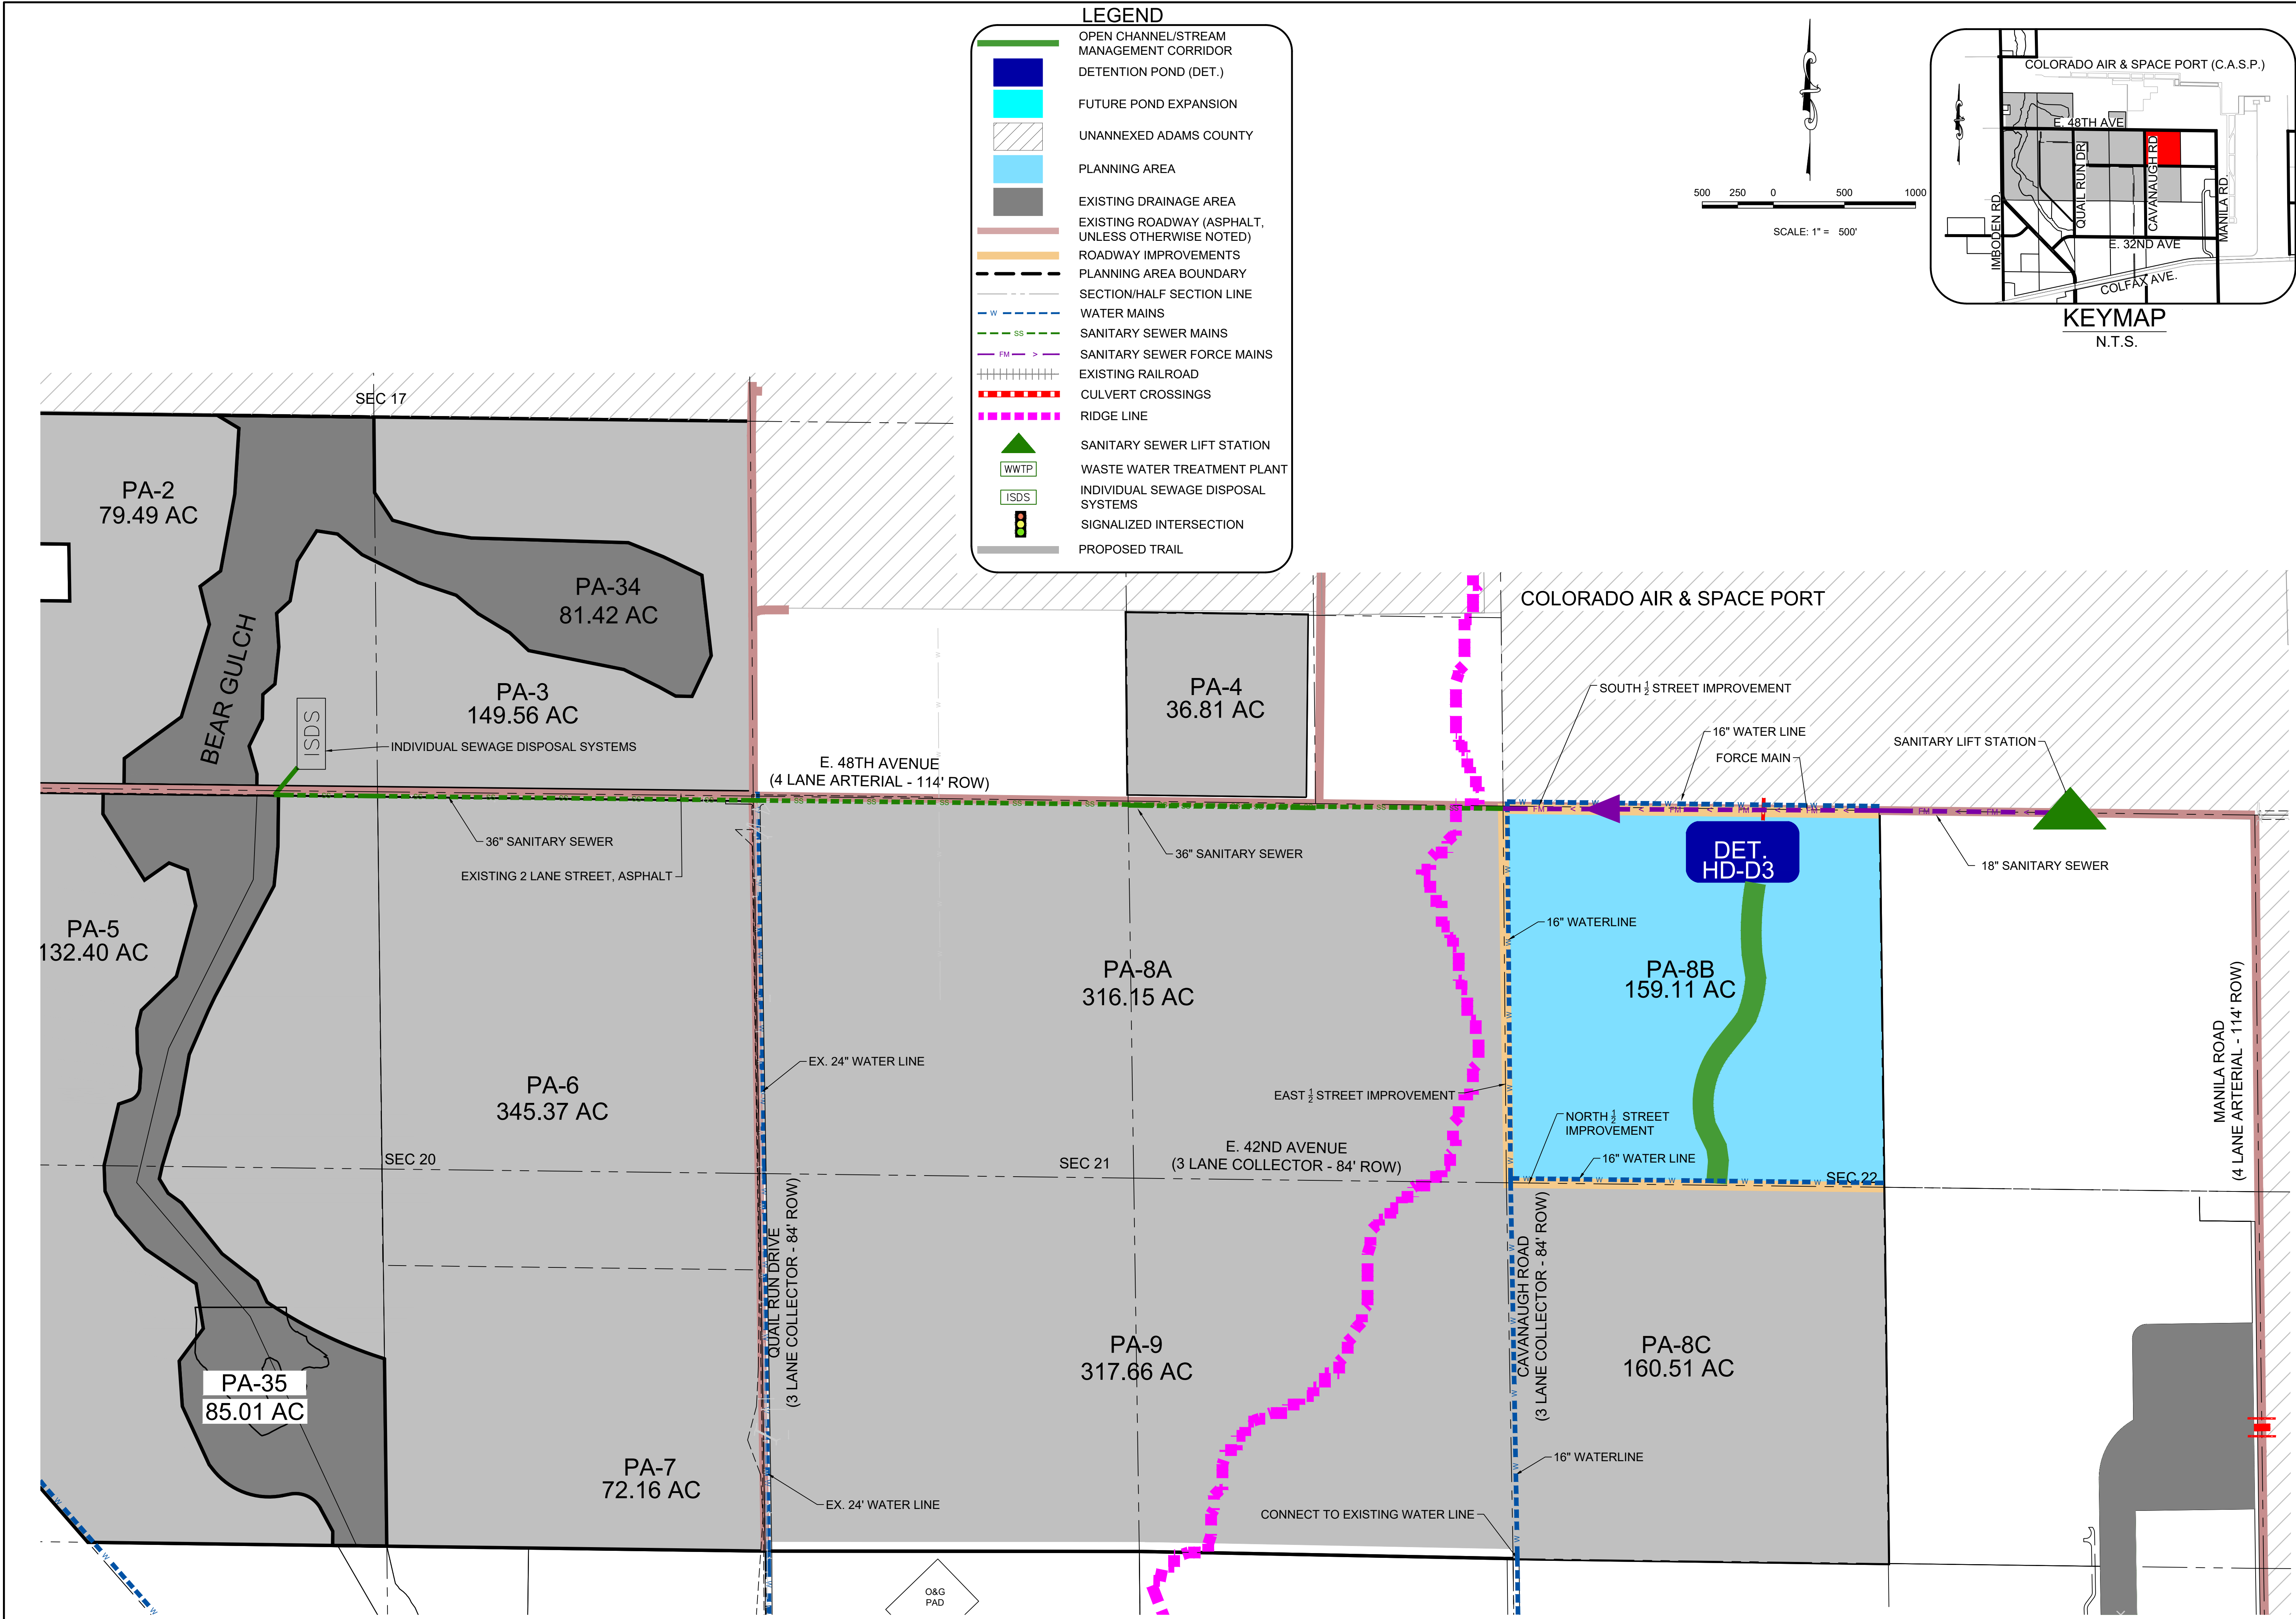 LEGEND
OPEN CHANNEL/STREAM
MANAGEMENT CORRIDOR
DETENTION POND (DET.)
FUTURE POND EXPANSION
UNANNEXED ADAMS COUNTY
PLANNING AREA
EXISTING DRAINAGE AREA
EXISTING ROADWAY (ASPHALT,
UNLESS OTHERWISE NOTED)
ROADWAY IMPROVEMENTS
PLANNING AREA BOUNDARY
SECTION/HALF SECTION LINE
W
WATER MAINS
SS
SANITARY SEWER MAINS
FM >
SANITARY SEWER FORCE MAINS
EXISTING RAILROAD
CULVERT CROSSINGS
RIDGE LINE
SANITARY SEWER LIFT STATION
WWTP
WASTE WATER TREATMENT PLANT
ISDS
INDIVIDUAL SEWAGE DISPOSAL
SYSTEMS
SIGNALIZED INTERSECTION
PROPOSED TRAIL
500 250 0 500 1000
SCALE: 1" = 500'
COLORADO AIR & SPACE PORT (C.A.S.P.)
E. 48TH AVE
IMBODEN RD.
QUAIL RUN DR.
CAVANAUGH RD
MANILA RD.
E. 32ND AVE
COLFAX AVE.
KEYMAP
N.T.S.
SEC 17
PA-2
79.49 AC
PA-34
81.42 AC
BEAR GULCH
PA-3
149.56 AC
ISDS
INDIVIDUAL SEWAGE DISPOSAL SYSTEMS
PA-4
36.81 AC
COLORADO AIR & SPACE PORT
SOUTH 1/2 STREET IMPROVEMENT
16" WATER LINE
FORCE MAIN
SANITARY LIFT STATION
E. 48TH AVENUE
(4 LANE ARTERIAL - 114' ROW)
36" SANITARY SEWER
EXISTING 2 LANE STREET, ASPHALT
36" SANITARY SEWER
DET.
HD-D3
18" SANITARY SEWER
PA-5
132.40 AC
16" WATERLINE
PA-8A
316.15 AC
PA-8B
159.11 AC
EX. 24" WATER LINE
PA-6
345.37 AC
EAST 1/2 STREET IMPROVEMENT
NORTH 1/2 STREET
IMPROVEMENT
16" WATER LINE
MANILA ROAD
(4 LANE ARTERIAL - 114' ROW)
SEC 20
SEC 21
E. 42ND AVENUE
(3 LANE COLLECTOR - 84' ROW)
SEC 22
QUAIL RUN DRIVE
(3 LANE COLLECTOR - 84' ROW)
CAVANAUGH ROAD
(3 LANE COLLECTOR - 84' ROW)
PA-9
317.66 AC
PA-8C
160.51 AC
PA-35
85.01 AC
PA-7
72.16 AC
16" WATERLINE
EX. 24' WATER LINE
CONNECT TO EXISTING WATER LINE
O&G
PAD